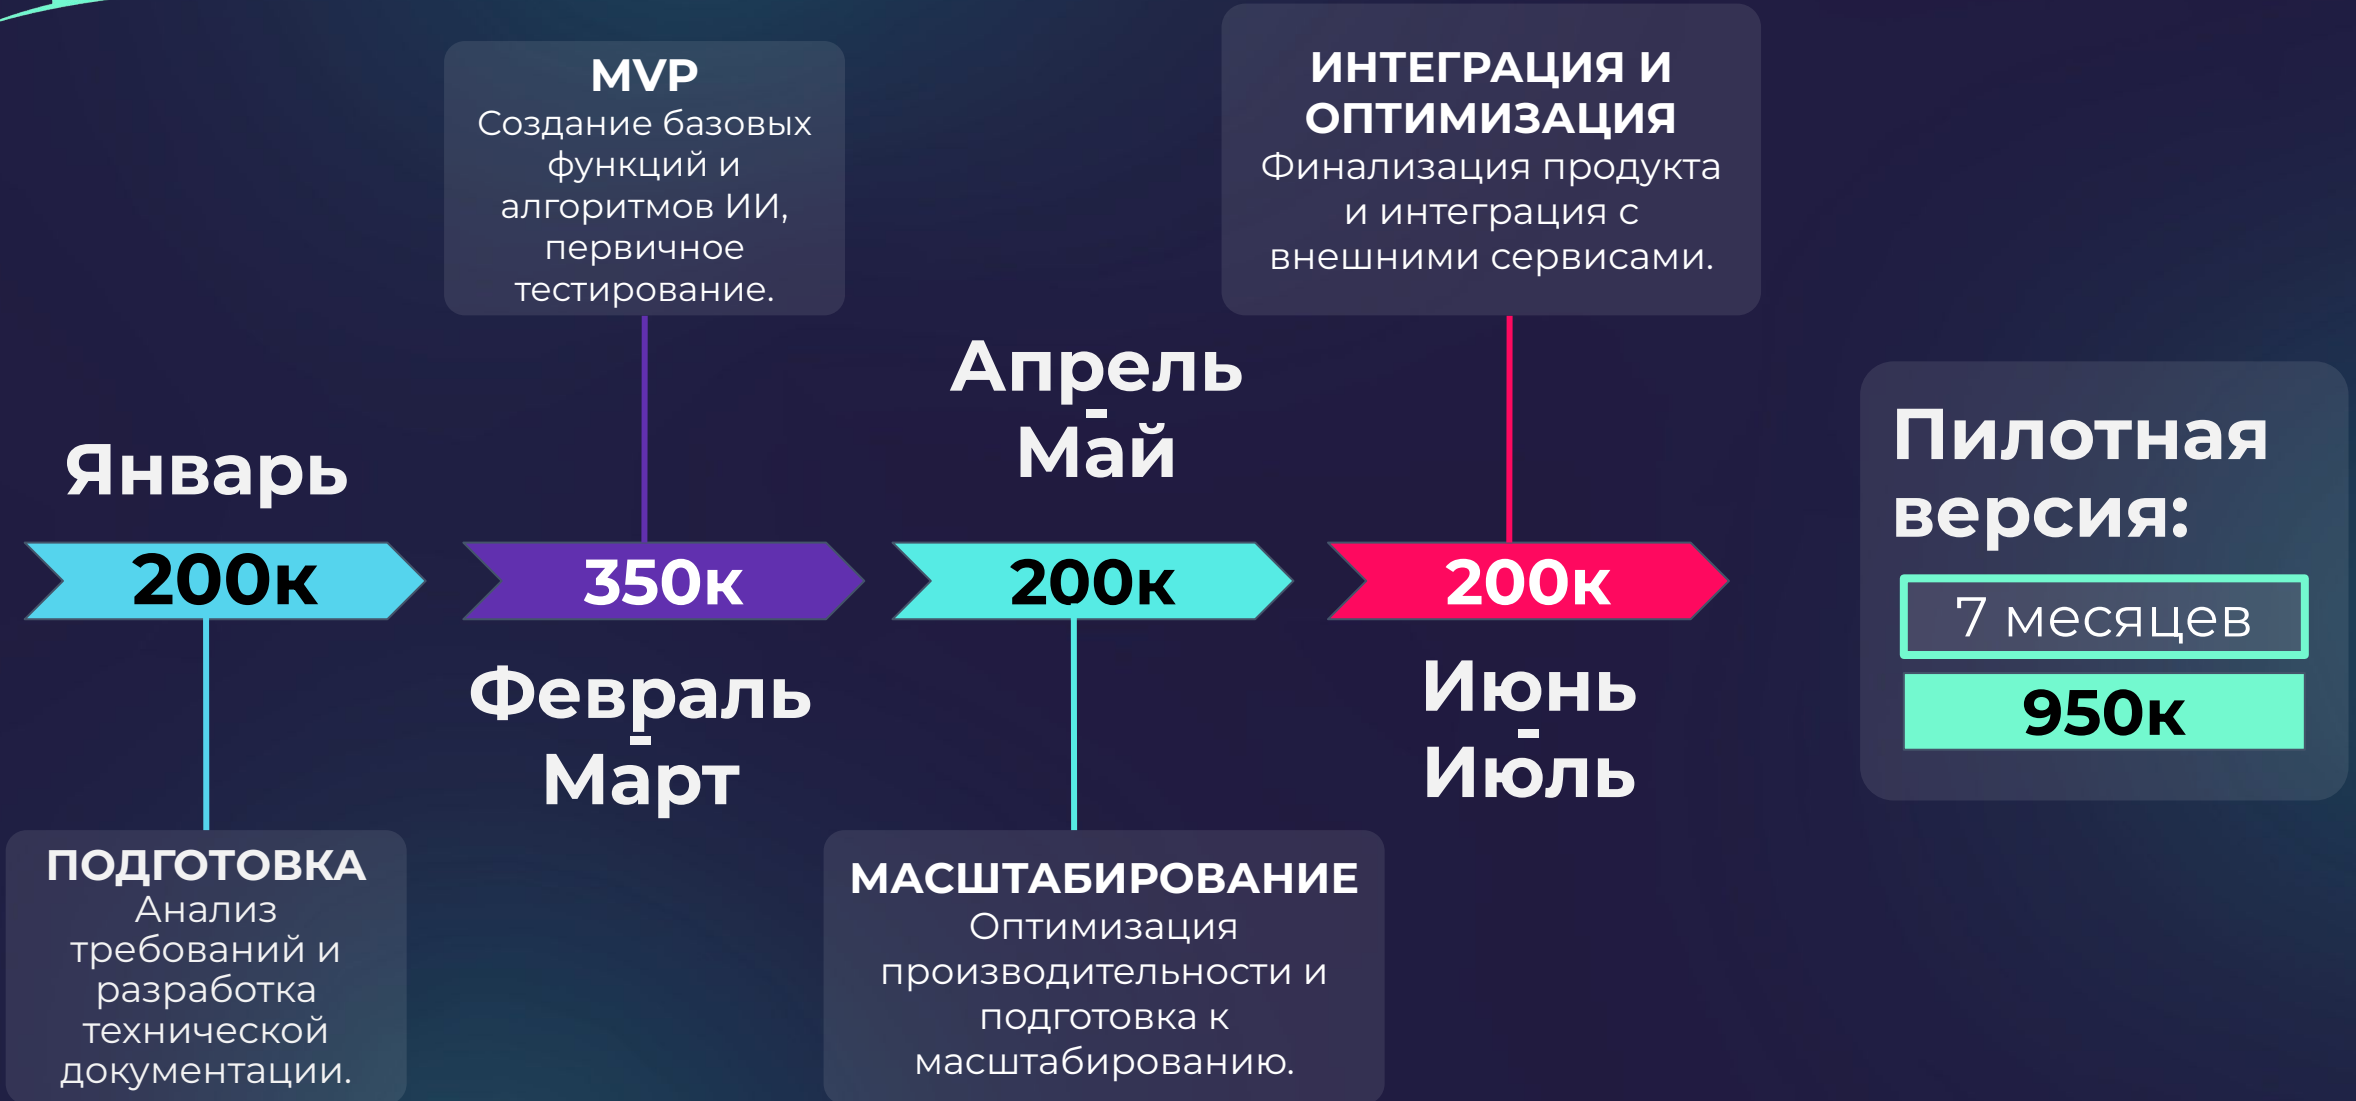 Январь
200к
ПОДГОТОВКА
Анализ
требований и
разработка
технической
документации.
MVP
Создание базовых
функций и
алгоритмов ИИ,
первичное
тестирование.
350к
Февраль
-
Март
Апрель
-
Май
200к
МАСШТАБИРОВАНИЕ
Оптимизация
производительности и
подготовка к
масштабированию.
ИНТЕГРАЦИЯ И
ОПТИМИЗАЦИЯ
Финализация продукта
и интеграция с
внешними сервисами.
200к
Июнь
-
Июль
Пилотная
версия:
7 месяцев
950к